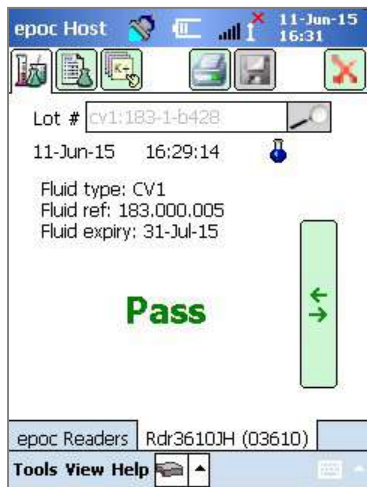 epoc Host 11-Jun-15
16:31
Lot # cv1:183-1-b428
11-Jun-15 16:29:14
Fluid type: CV1
Fluid ref: 183.000.005
Fluid expiry: 31-Jul-15
Pass
epoc Readers Rdr3610JH (03610)
Tools View Help